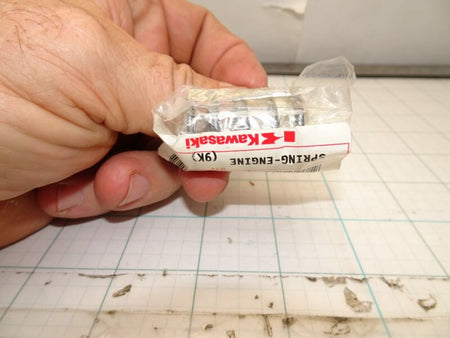 Kawasaki
SPRING-ENGINE
(9K)